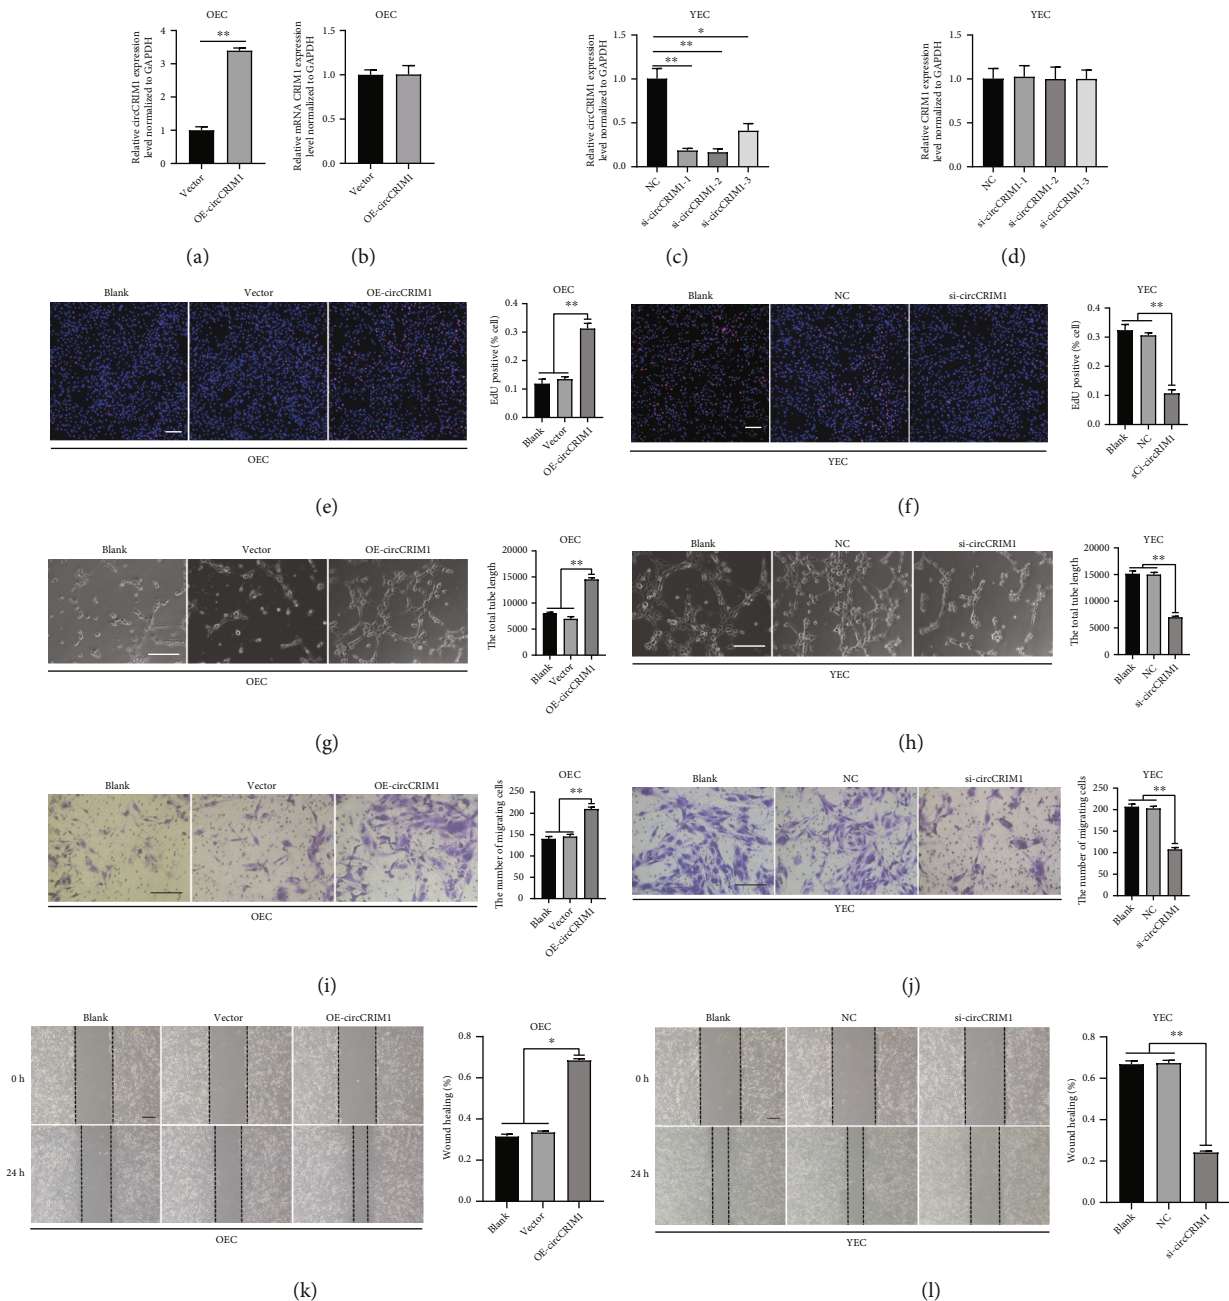 OEC
Relative circCRIM1 expression
level normalized to GAPDH
4
3
2
1
0
**
Vector
OE-circCRIM1
(a)
OEC
Relative mRNA CRIM1 expression
level normalized to GAPDH
1.5
1.0
0.5
0.0
Vector
OE-circCRIM1
(b)
YEC
Relative circCRIM1 expression
level normalized to GAPDH
1.5
1.0
0.5
0.0
*
**
**
NC
si-circCRIM1-1
si-circCRIM1-2
si-circCRIM1-3
(c)
YEC
Relative CRIM1 expression
level normalized to GAPDH
1.5
1.0
0.5
0.0
NC
si-circCRIM1-1
si-circCRIM1-2
si-circCRIM1-3
(d)
Blank
Vector
OE-circCRIM1
OEC
OEC
EdU positive (% cell)
0.4
0.3
0.2
0.1
0.0
**
Blank
Vector
OE-circCRIM1
(e)
Blank
NC
si-circCRIM1
YEC
YEC
EdU positive (% cell)
0.4
0.3
0.2
0.1
0.0
**
Blank
NC
sCi-circRIM1
(f)
Blank
Vector
OE-circCRIM1
OEC
OEC
The total tube length
20000
15000
10000
5000
0
**
Blank
Vector
OE-circCRIM1
(g)
Blank
NC
si-circCRIM1
YEC
YEC
The total tube length
20000
15000
10000
5000
0
**
Blank
NC
si-circCRIM1
(h)
Blank
Vector
OE-circCRIM1
OEC
OEC
The number of migrating cells
250
200
150
100
50
0
**
Blank
Vector
OE-circCRIM1
(i)
Blank
NC
si-circCRIM1
YEC
YEC
The number of migrating cells
250
200
150
100
50
0
**
Blank
NC
si-circCRIM1
(j)
Blank
Vector
OE-circCRIM1
0 h
24 h
OEC
OEC
Wound healing (%)
0.8
0.6
0.4
0.2
0.0
*
Blank
Vector
OE-circCRIM1
(k)
Blank
NC
si-circCRIM1
0 h
24 h
YEC
YEC
Wound healing (%)
0.8
0.6
0.4
0.2
0.0
**
Blank
NC
si-circCRIM1
(l)